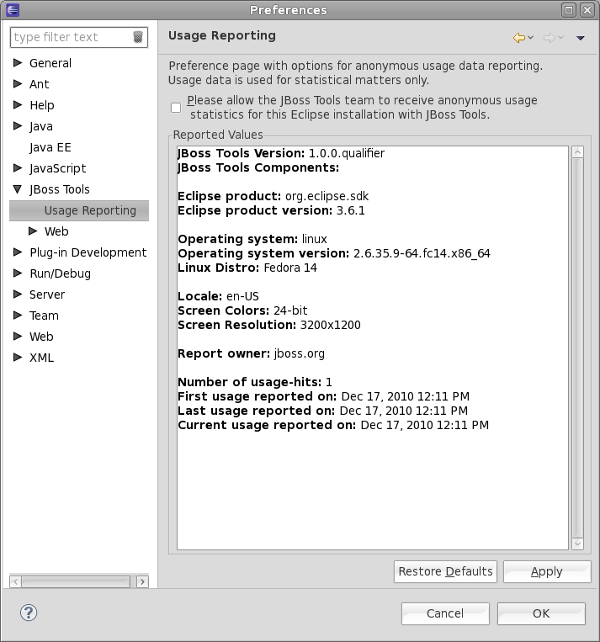 Preferences
type filter text
General
Ant
Help
Java
Java EE
JavaScript
JBoss Tools
Usage Reporting
Web
Plug-in Development
Run/Debug
Server
Team
Web
XML
Usage Reporting
Preference page with options for anonymous usage data reporting.
Usage data is used for statistical matters only.
Please allow the JBoss Tools team to receive anonymous usage
statistics for this Eclipse installation with JBoss Tools.
Reported Values
JBoss Tools Version: 1.0.0.qualifier
JBoss Tools Components:
Eclipse product: org.eclipse.sdk
Eclipse product version: 3.6.1
Operating system: linux
Operating system version: 2.6.35.9-64.fc14.x86_64
Linux Distro: Fedora 14
Locale: en-US
Screen Colors: 24-bit
Screen Resolution: 3200x1200
Report owner: jboss.org
Number of usage-hits: 1
First usage reported on: Dec 17, 2010 12:11 PM
Last usage reported on: Dec 17, 2010 12:11 PM
Current usage reported on: Dec 17, 2010 12:11 PM
Restore Defaults
Apply
?
Cancel
OK